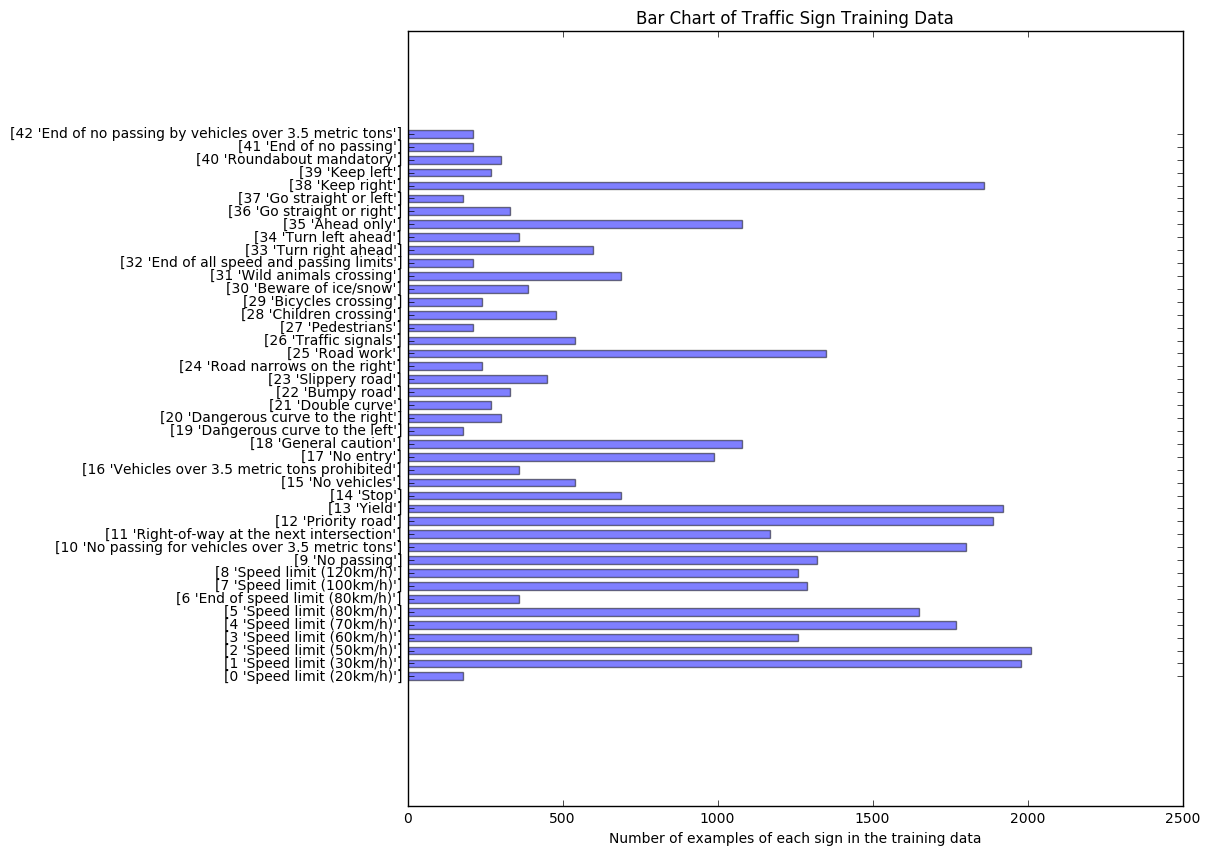 Bar Chart of Traffic Sign Training Data
[42 'End of no passing by vehicles over 3.5 metric tons']
[41 'End of no passing']
[40 'Roundabout mandatory']
[39 'Keep left']
[38 'Keep right']
[37 'Go straight or left']
[36 'Go straight or right']
[35 'Ahead only']
[34 'Turn left ahead']
[33 'Turn right ahead']
[32 'End of all speed and passing limits']
[31 'Wild animals crossing']
[30 'Beware of ice/snow']
[29 'Bicycles crossing']
[28 'Children crossing']
[27 'Pedestrians']
[26 'Traffic signals']
[25 'Road work']
[24 'Road narrows on the right']
[23 'Slippery road']
[22 'Bumpy road']
[21 'Double curve']
[20 'Dangerous curve to the right']
[19 'Dangerous curve to the left']
[18 'General caution']
[17 'No entry']
[16 'Vehicles over 3.5 metric tons prohibited']
[15 'No vehicles']
[14 'Stop']
[13 'Yield']
[12 'Priority road']
[11 'Right-of-way at the next intersection']
[10 'No passing for vehicles over 3.5 metric tons']
[9 'No passing']
[8 'Speed limit (120km/h)']
[7 'Speed limit (100km/h)']
[6 'End of speed limit (80km/h)']
[5 'Speed limit (80km/h)']
[4 'Speed limit (70km/h)']
[3 'Speed limit (60km/h)']
[2 'Speed limit (50km/h)']
[1 'Speed limit (30km/h)']
[0 'Speed limit (20km/h)']
0 500 1000 1500 2000 2500
Number of examples of each sign in the training data